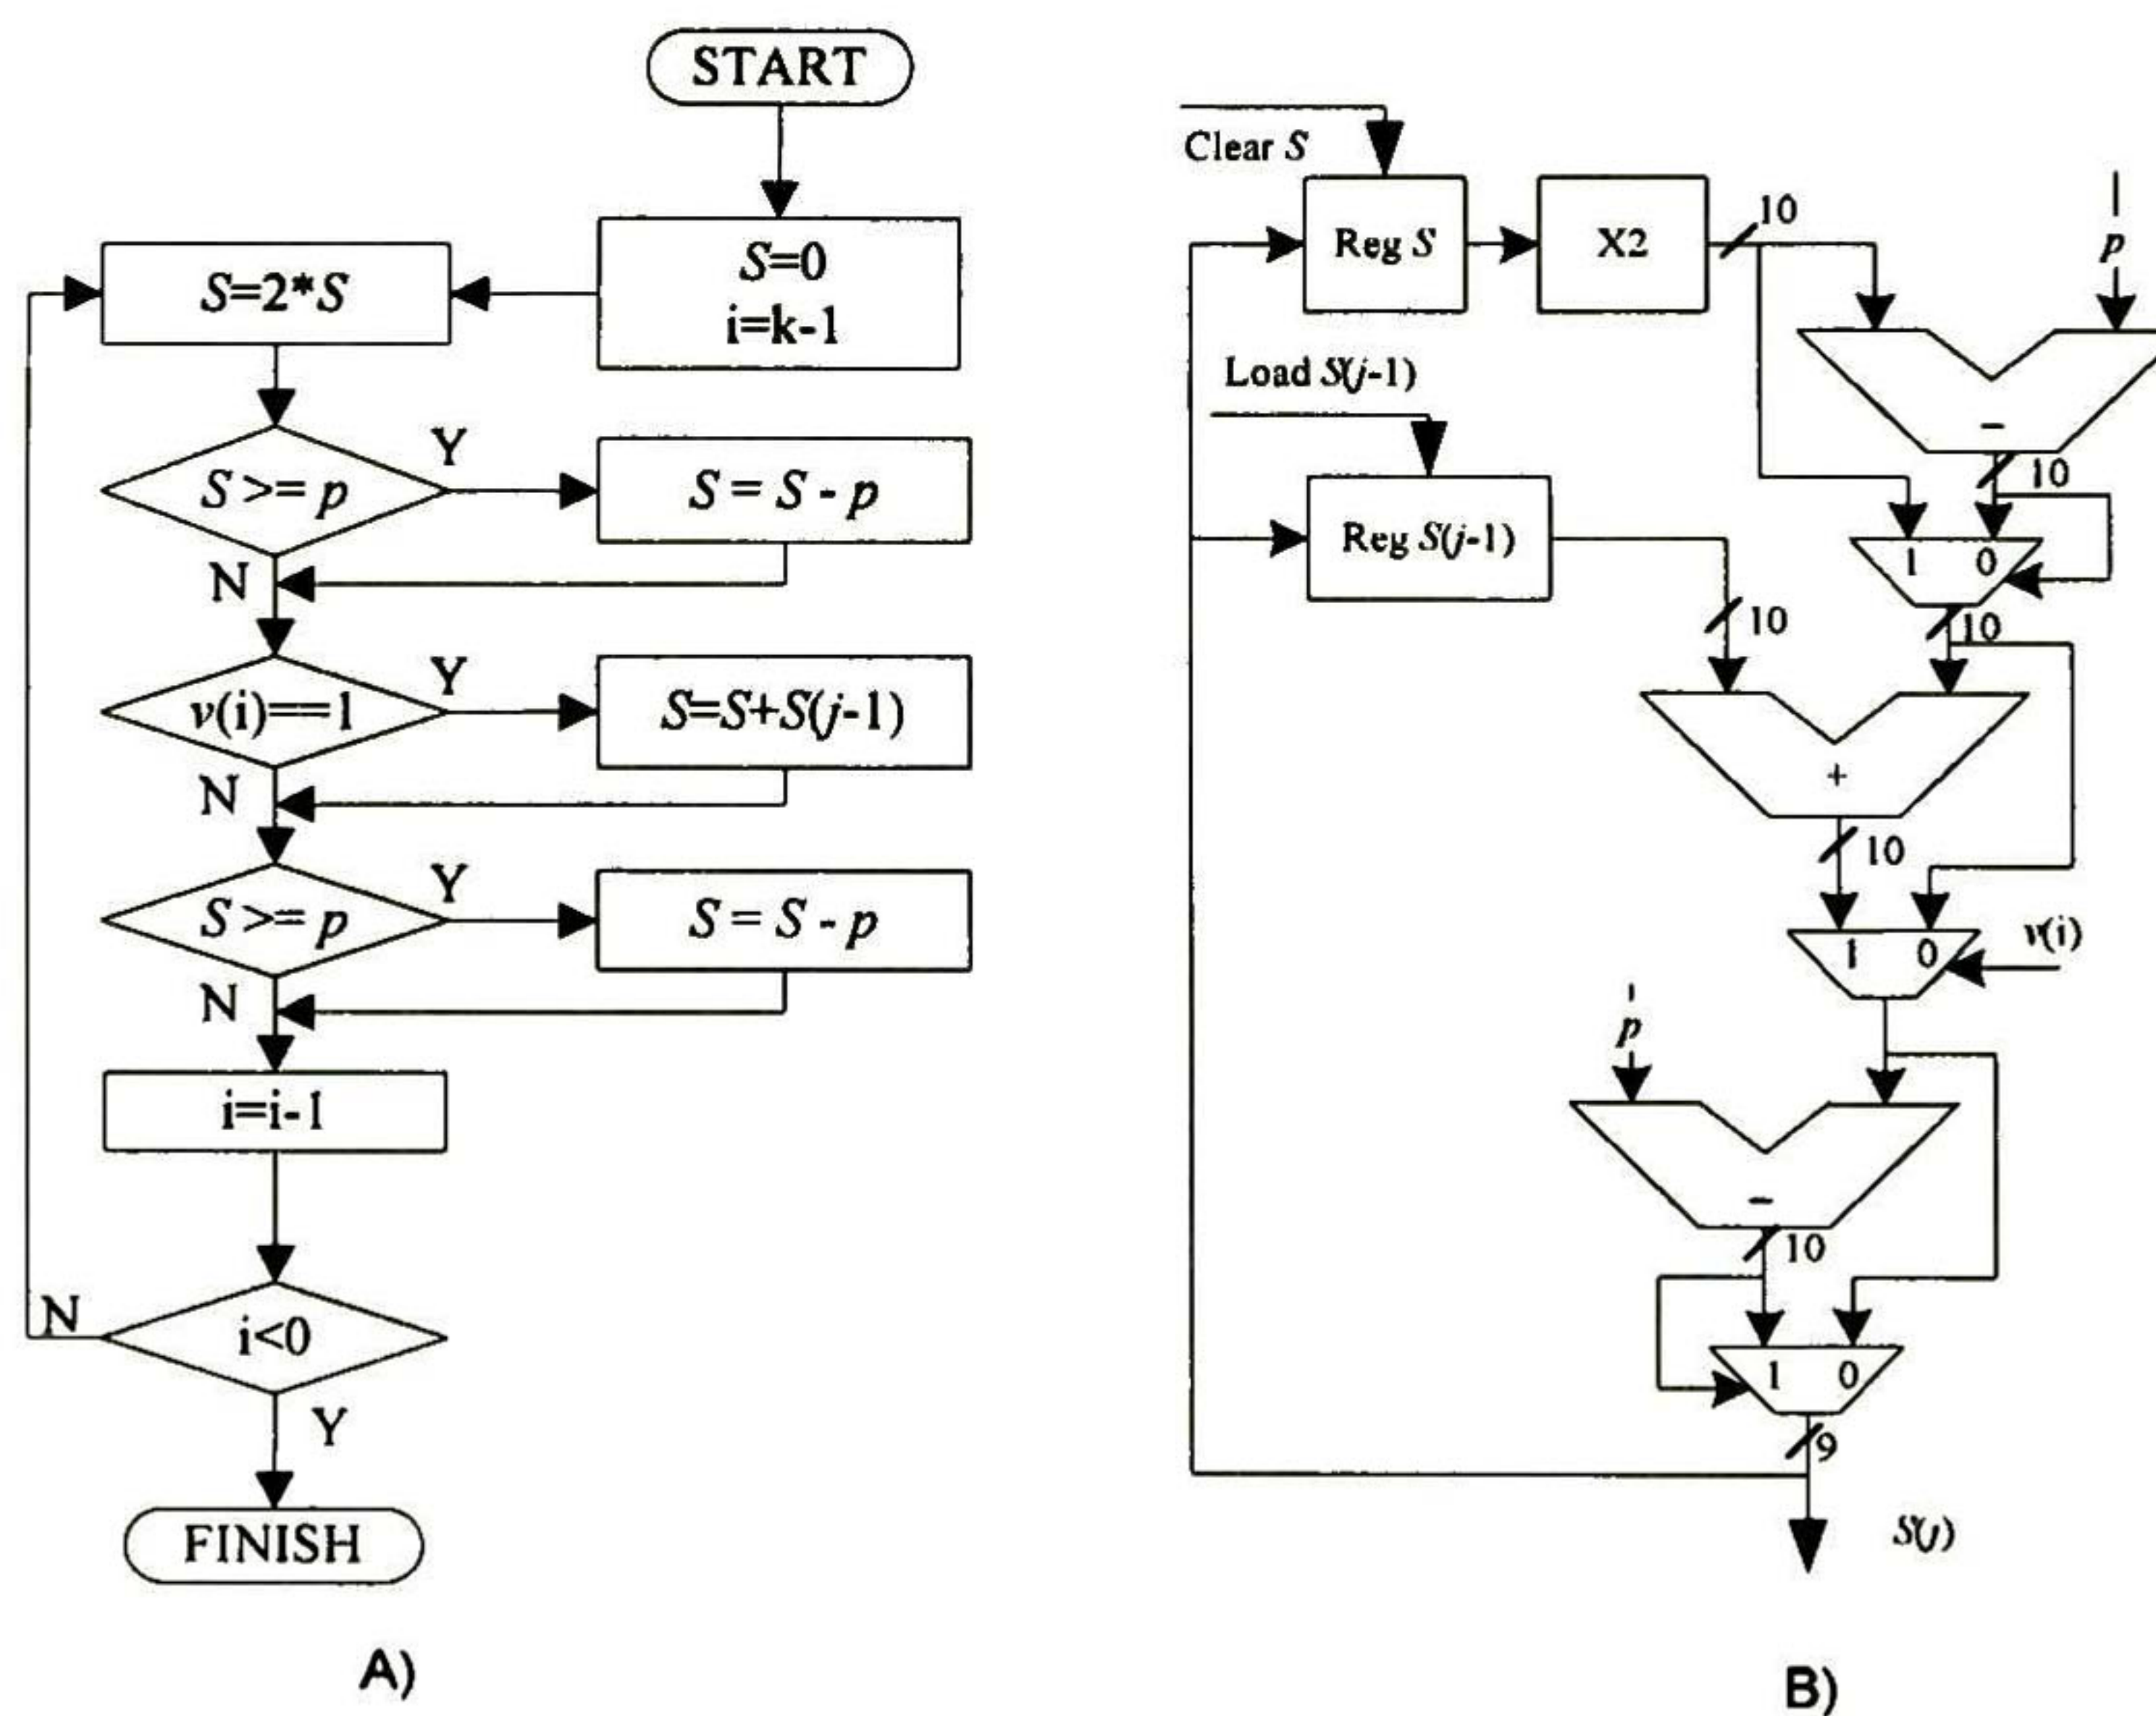 START
S=0
i=k-1
S=2*S
S >= p
Y
S = S - p
N
v(i)==1
Y
S=S+S(j-1)
N
S >= p
Y
S = S - p
N
i=i-1
i<0
N
Y
FINISH
A)
Clear S
Reg S
X2
10
p
Load S(j-1)
–
10
Reg S(j-1)
1 0
10
10
+
10
1 0
v(i)
p
–
10
1 0
9
S(j)
B)